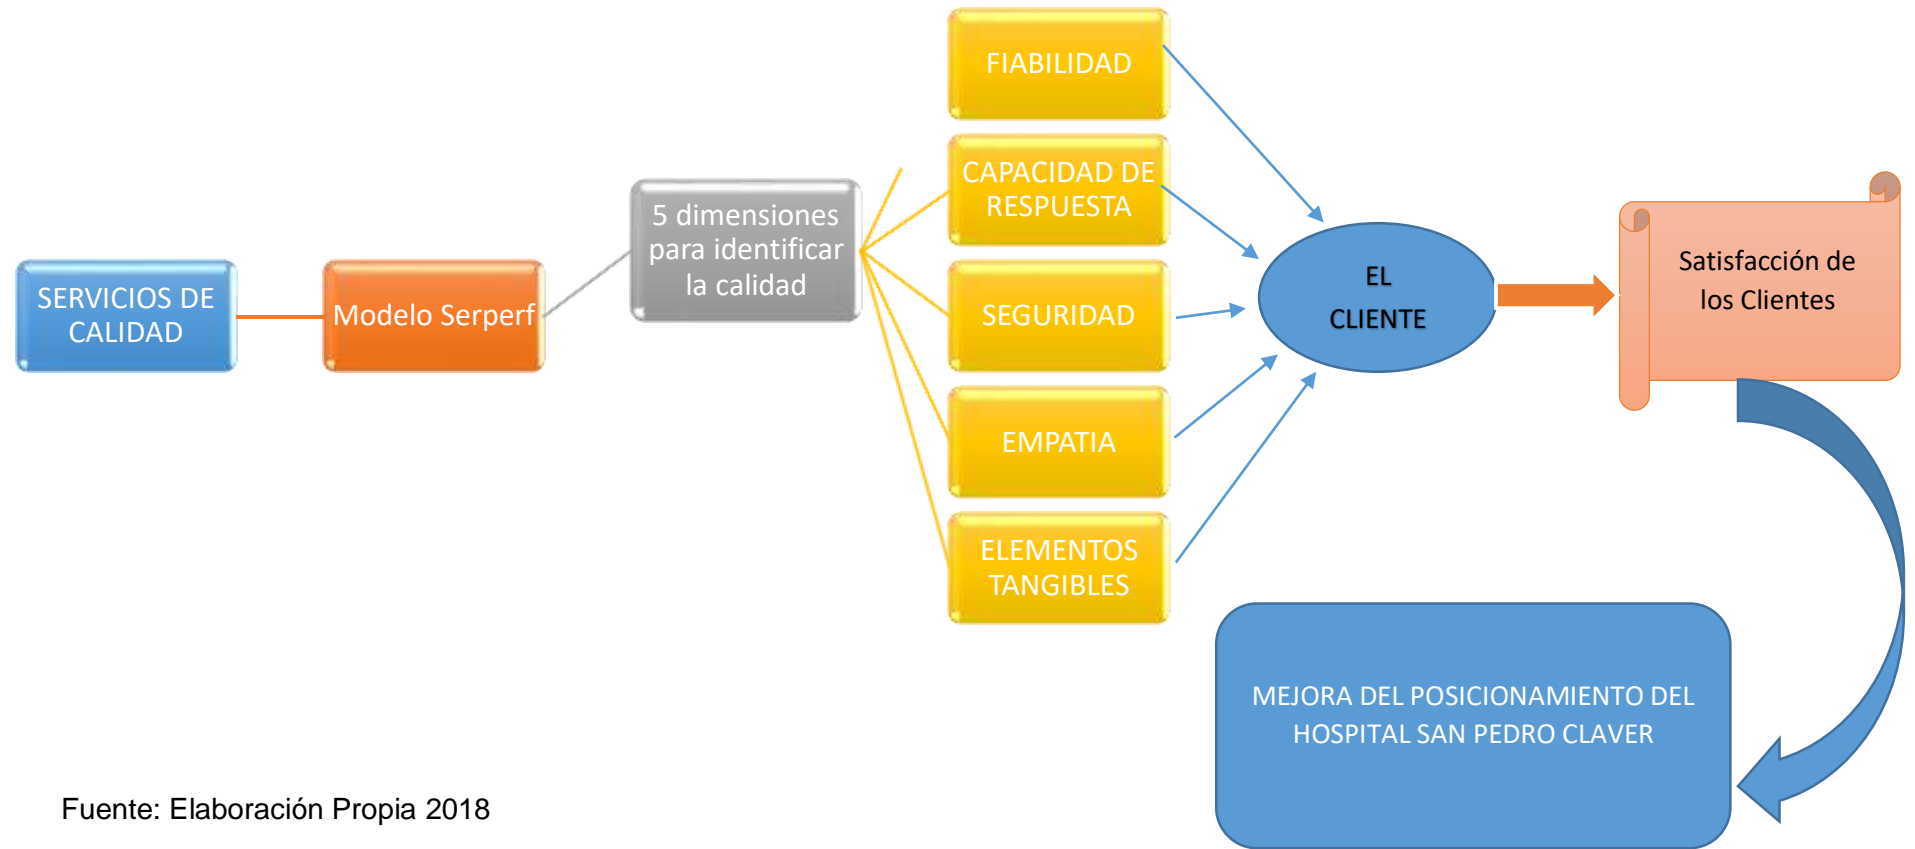 SERVICIOS DE
CALIDAD
Modelo Serperf
5 dimensiones
para identificar
la calidad
FIABILIDAD
CAPACIDAD DE
RESPUESTA
SEGURIDAD
EMPATIA
ELEMENTOS
TANGIBLES
EL
CLIENTE
Satisfacción de
los Clientes
MEJORA DEL POSICIONAMIENTO DEL
HOSPITAL SAN PEDRO CLAVER
Fuente: Elaboración Propia 2018